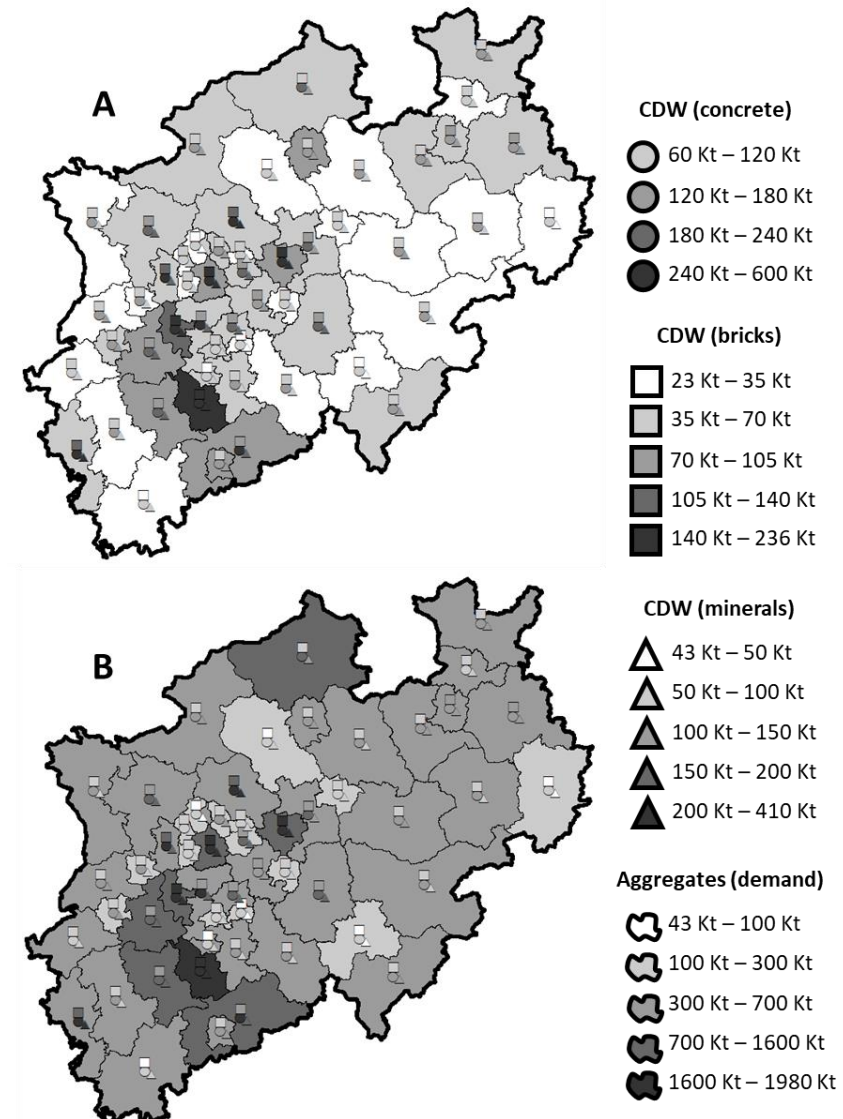 A
CDW (concrete)
60 Kt – 120 Kt
120 Kt – 180 Kt
180 Kt – 240 Kt
240 Kt – 600 Kt
CDW (bricks)
23 Kt – 35 Kt
35 Kt – 70 Kt
70 Kt – 105 Kt
105 Kt – 140 Kt
140 Kt – 236 Kt
B
CDW (minerals)
43 Kt – 50 Kt
50 Kt – 100 Kt
100 Kt – 150 Kt
150 Kt – 200 Kt
200 Kt – 410 Kt
Aggregates (demand)
43 Kt – 100 Kt
100 Kt – 300 Kt
300 Kt – 700 Kt
700 Kt – 1600 Kt
1600 Kt – 1980 Kt